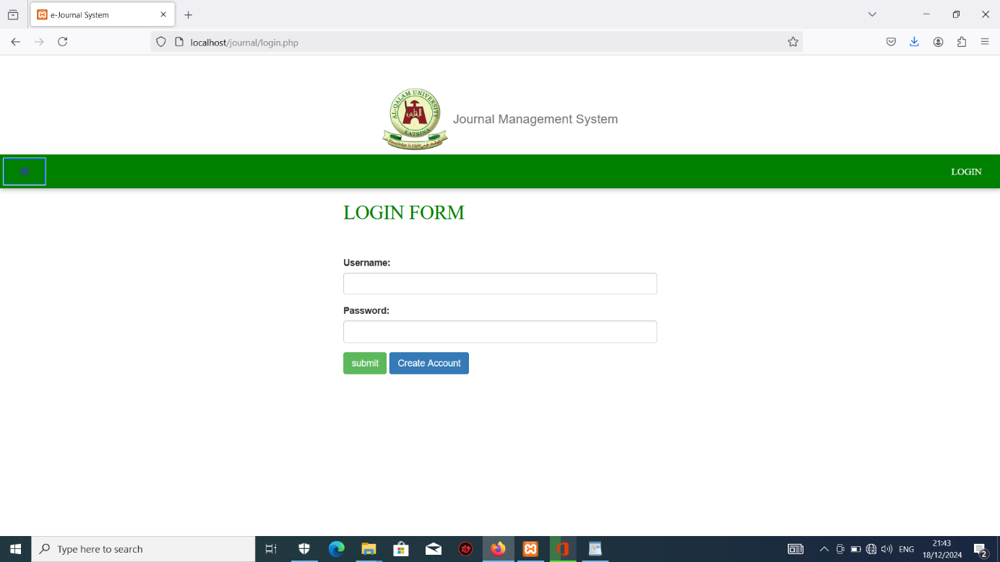 e-Journal System
localhost/journal/login.php
AL-QALAM UNIVERSITY
KATSINA
Knowledge is Light
Journal Management System
LOGIN
LOGIN FORM
Username:
Password:
submit
Create Account
Type here to search
ENG
21:43
18/12/2024
2